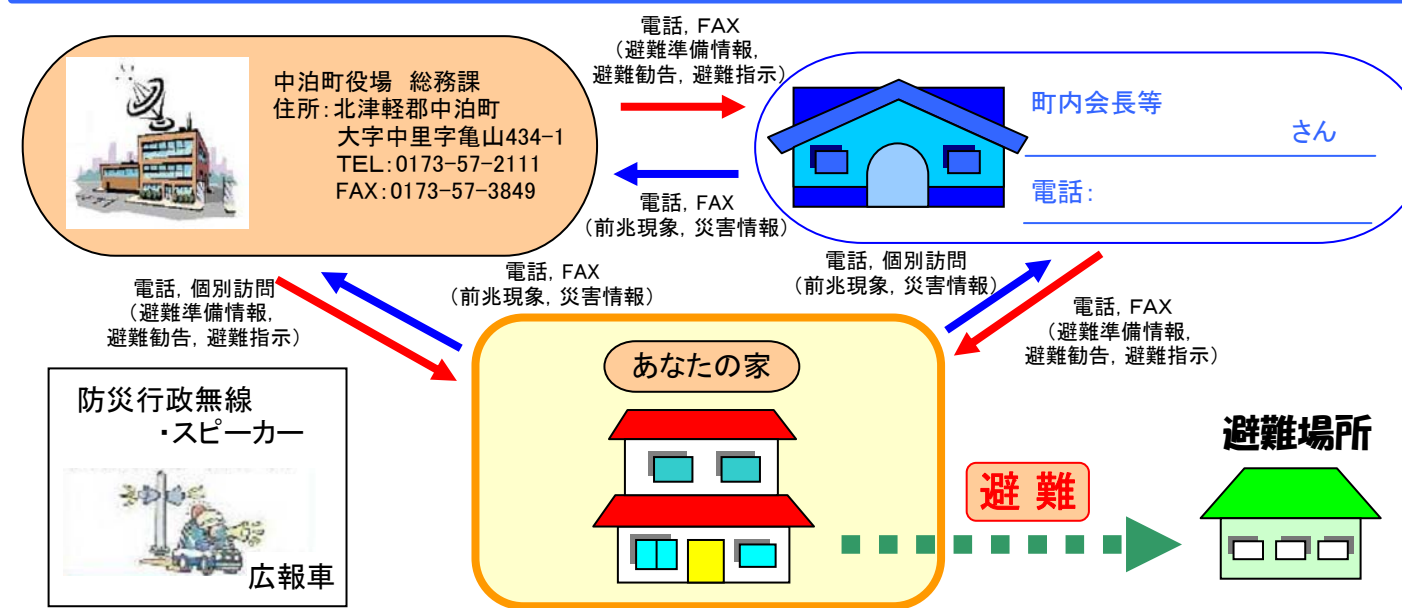 電話, FAX
（避難準備情報,
避難勧告, 避難指示）
中泊町役場 総務課
住所：北津軽郡中泊町
大字中里字亀山434-1
TEL：0173-57-2111
FAX：0173-57-3849
町内会長等
さん
電話：
電話, FAX
（前兆現象, 災害情報）
電話, 個別訪問
（避難準備情報,
避難勧告, 避難指示）
電話, FAX
（前兆現象, 災害情報）
電話, 個別訪問
（前兆現象, 災害情報）
電話, FAX
（避難準備情報,
避難勧告, 避難指示）
あなたの家
防災行政無線
・スピーカー
広報車
避難
避難場所